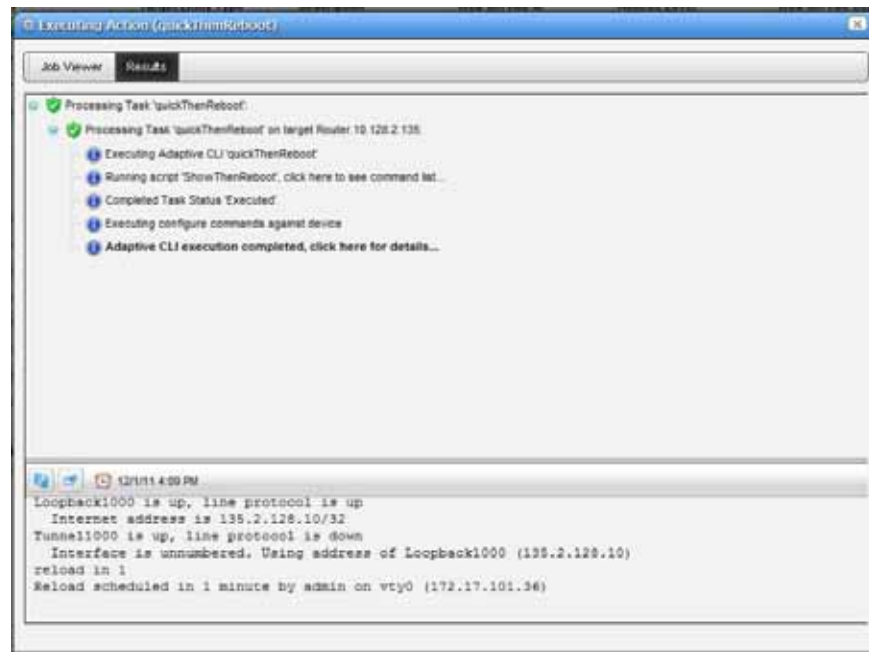 Executing Action (quickThenReboot)
Job Viewer Results
Processing Task 'quickThenReboot':
Processing Task 'quickThenReboot' on target Router 10.128.2.135
Executing Adaptive CLI 'quickThenReboot'
Running script 'ShowThenReboot', click here to see command list...
Completed Task Status 'Executed'
Executing configure commands against device
Adaptive CLI execution completed, click here for details...
12/1/11 4:09 PM
Loopback1000 is up, line protocol is up
Internet address is 135.2.128.10/32
Tunnel1000 is up, line protocol is down
Interface is unnumbered. Using address of Loopback1000 (135.2.128.10)
reload in 1
Reload scheduled in 1 minute by admin on vty0 (172.17.101.36)